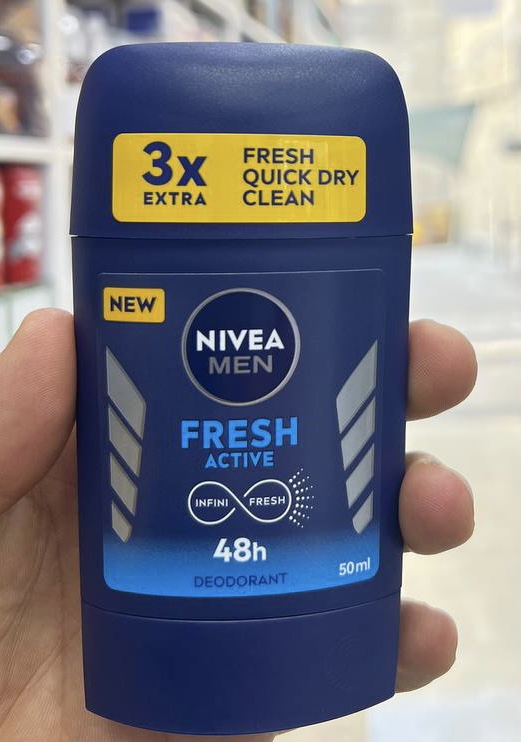 3x
EXTRA
FRESH
QUICK DRY
CLEAN
NEW
NIVEA
MEN
FRESH
ACTIVE
INFINI FRESH
48h
DEODORANT
50ml